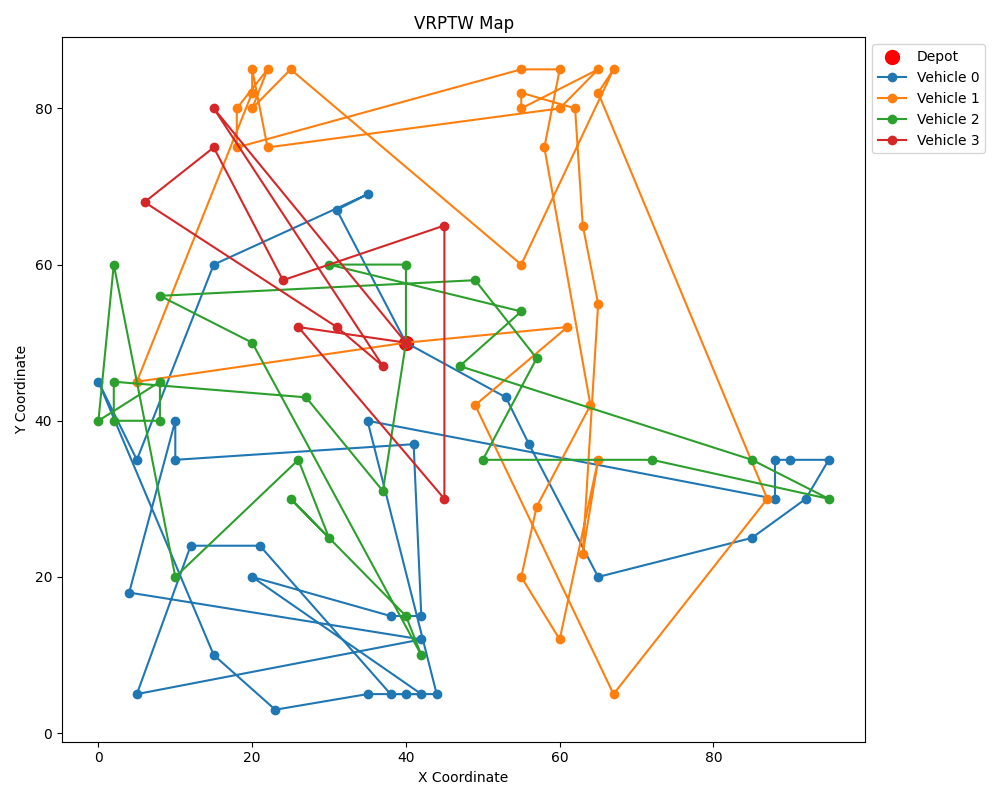 VRPTW Map
Depot
Vehicle 0
Vehicle 1
Vehicle 2
Vehicle 3
Y Coordinate
80
60
40
20
0
0 20 40 60 80
X Coordinate